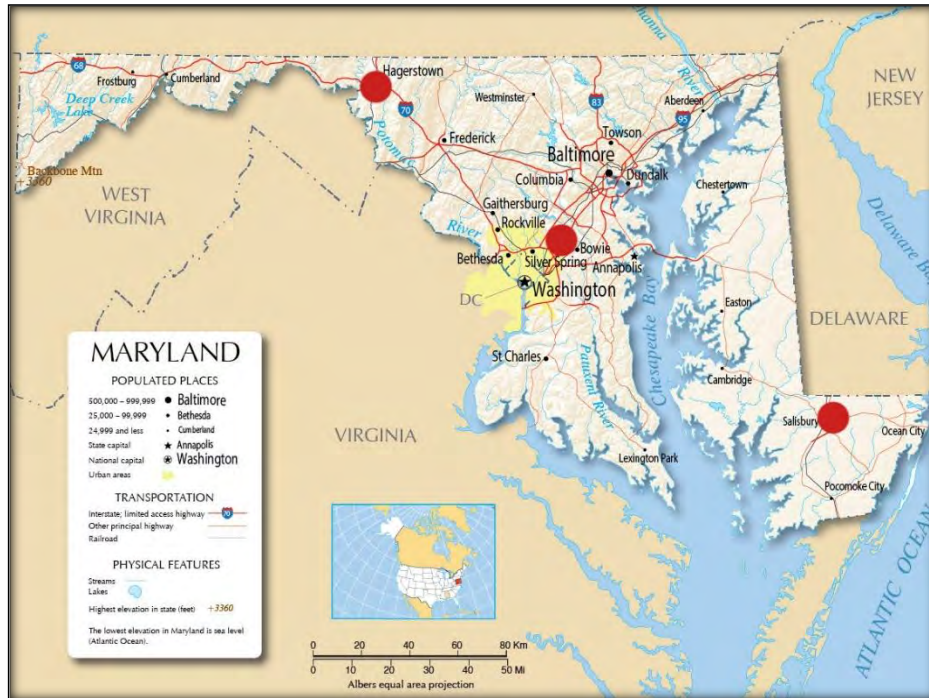 68
Frostburg
Cumberland
Deep Creek
Lake
Backbone Mtn
+3360
WEST
VIRGINIA
Hagerstown
70
Potomac
River
Westminster
83
River
Aberdeen
95
NEW
JERSEY
Frederick
Towson
Baltimore
Columbia
Dundalk
Chestertown
Gaithersburg
Rockville
Bethesda
Silver Spring
Bowie
Annapolis
DC
Washington
Chesapeake Bay
Easton
DELAWARE
Cambridge
St Charles
Patuxent River
Lexington Park
VIRGINIA
Salisbury
Ocean City
Pocomoke City
ATLANTIC OCEAN
MARYLAND
POPULATED PLACES
500,000 – 999,999 Baltimore
25,000 – 99,999 Bethesda
24,999 and less Cumberland
State capital Annapolis
National capital Washington
Urban areas
TRANSPORTATION
Interstate; limited access highway 70
Other principal highway
Railroad
PHYSICAL FEATURES
Streams
Lakes
Highest elevation in state (feet) +3360
The lowest elevation in Maryland is sea level
(Atlantic Ocean).
0 20 40 60 80 Km
0 10 20 30 40 50 Mi
Albers equal area projection